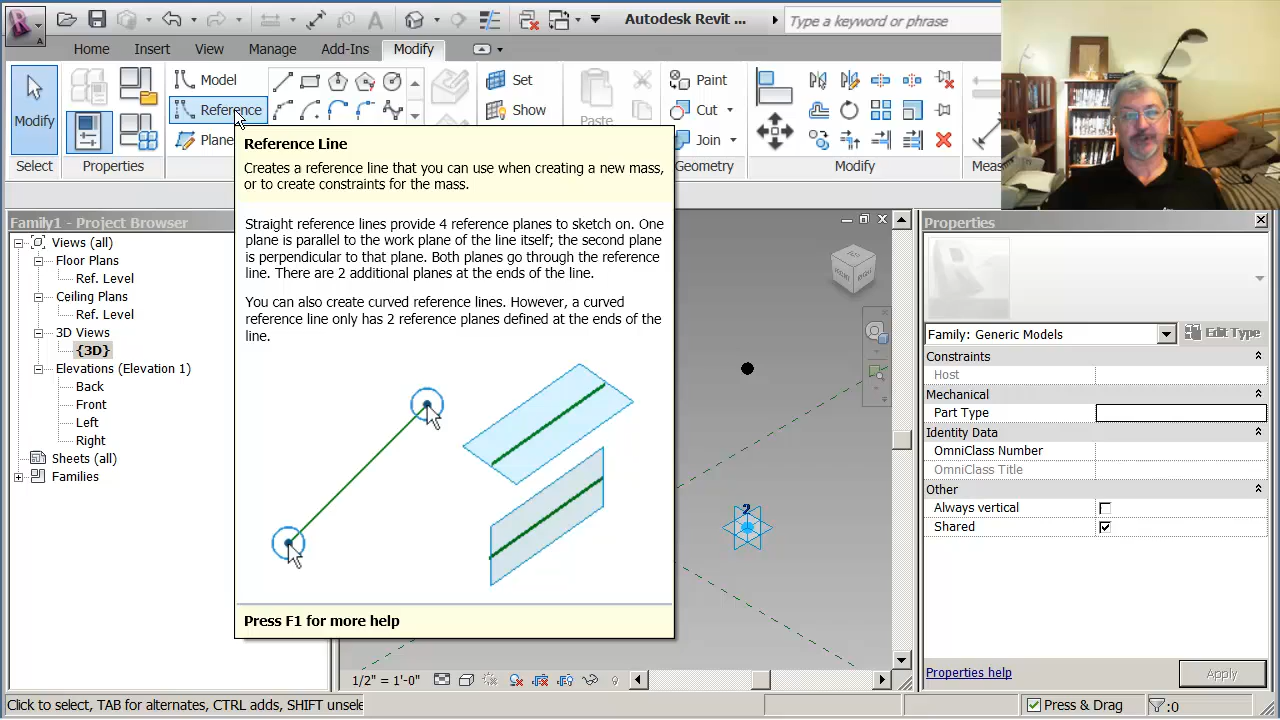 Autodesk Revit ...
Type a keyword or phrase
A
Home
Insert
View
Manage
Add-Ins
Modify
Modify
Select
Properties
Model
Reference
Plane
Set
Show
Paste
Paint
Cut
Join
Geometry
Modify
Reference Line
Creates a reference line that you can use when creating a new mass,
or to create constraints for the mass.
Straight reference lines provide 4 reference planes to sketch on. One
plane is parallel to the work plane of the line itself; the second plane
is perpendicular to that plane. Both planes go through the reference
line. There are 2 additional planes at the ends of the line.
You can also create curved reference lines. However, a curved
reference line only has 2 reference planes defined at the ends of the
line.
Press F1 for more help
Family1 - Project Browser
Views (all)
Floor Plans
Ref. Level
Ceiling Plans
Ref. Level
3D Views
{3D}
Elevations (Elevation 1)
Back
Front
Left
Right
Sheets (all)
Families
2
Properties
Family: Generic Models
Edit Type
Constraints
Host
Mechanical
Part Type
Identity Data
OmniClass Number
OmniClass Title
Other
Always vertical
Shared
Properties help
Apply
1/2" = 1'-0"
Click to select, TAB for alternates, CTRL adds, SHIFT unsele
Press & Drag
:0